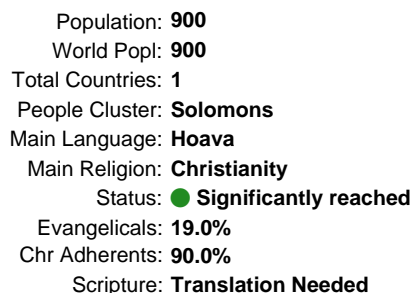 Population: 900
World Popl: 900
Total Countries: 1
People Cluster: Solomons
Main Language: Hoava
Main Religion: Christianity
Status: Significantly reached
Evangelicals: 19.0%
Chr Adherents: 90.0%
Scripture: Translation Needed